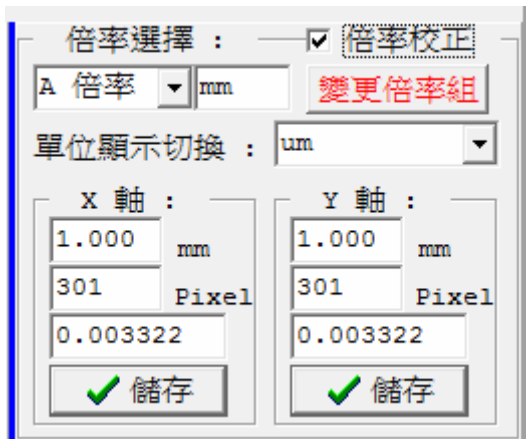 倍率選擇 : 倍率校正
A 倍率 mm 變更倍率組
單位顯示切換 : um
X 軸 : Y 軸 :
1.000 mm 1.000 mm
301 Pixel 301 Pixel
0.003322 0.003322
儲存 儲存